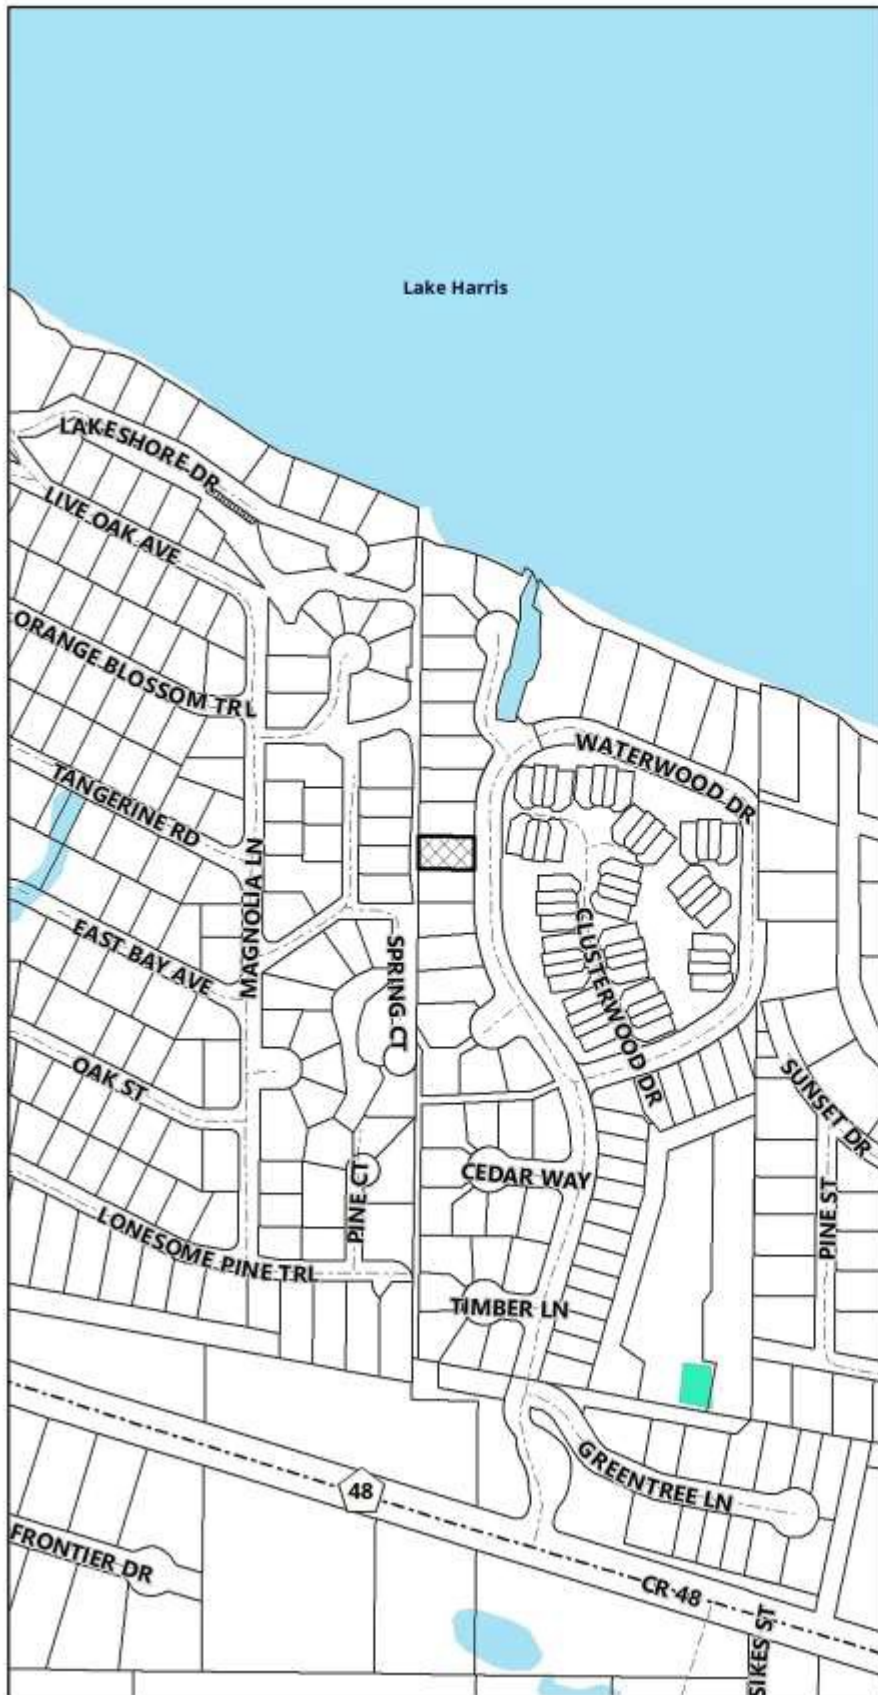 Lake Harris
LAKESHORE DR
LIVE OAK AVE
ORANGE BLOSSOM TRL
WATERWOOD DR
TANGERINE RD
MAGNOLIA LN
EAST BAY AVE
SPRING CT
CLUSTERWOOD DR
OAK ST
SUNSET DR
CEDAR WAY
PINE CT
PINE ST
LONESOME PINE TRL
TIMBER LN
GREENTREE LN
48
FRONTIER DR
CR 48
SIKES ST